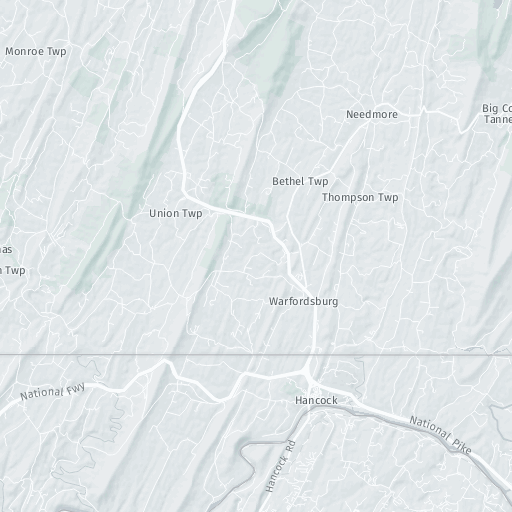 Monroe Twp
Needmore
Big Co
Tanne
Bethel Twp
Thompson Twp
Union Twp
as
Twp
Warfordsburg
National Fwy
Hancock
National Pike
Hancock Rd